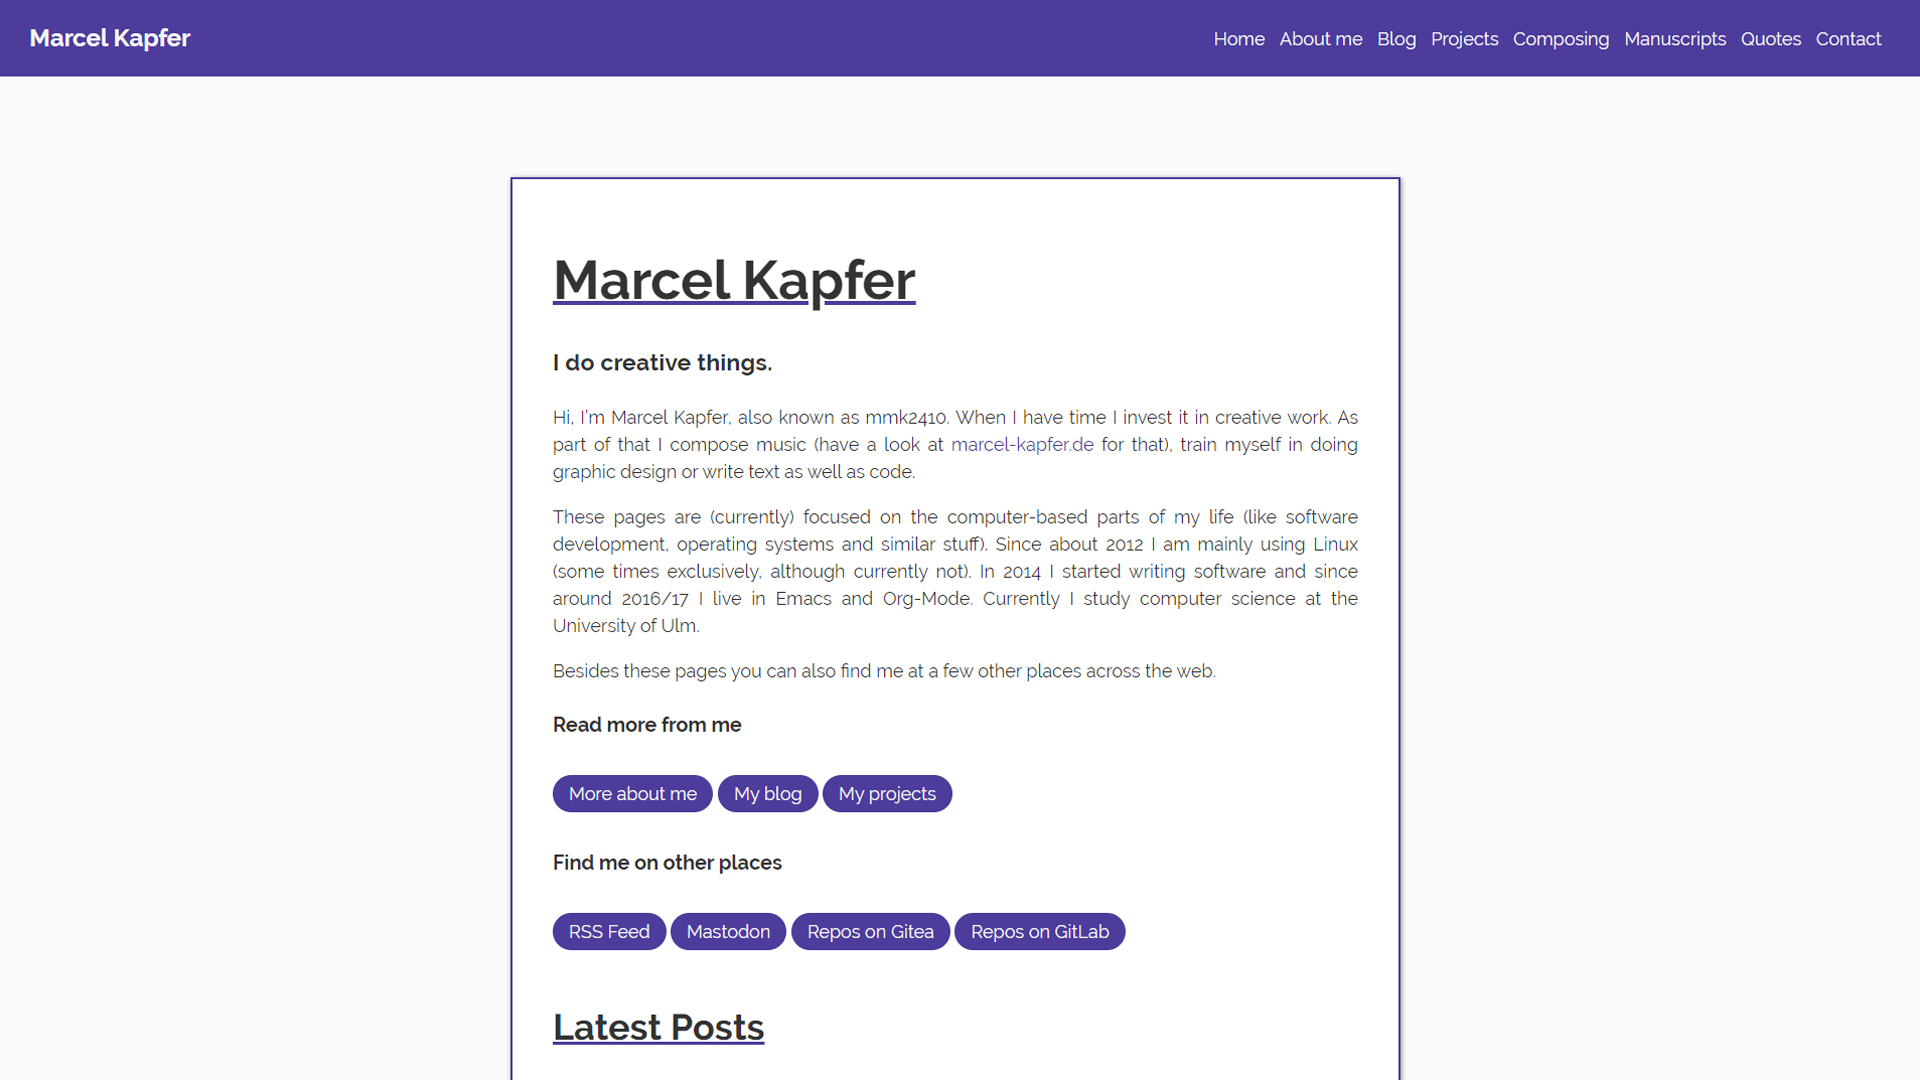 Marcel Kapfer
Home About me Blog Projects Composing Manuscripts Quotes Contact
Marcel Kapfer
I do creative things.
Hi, I'm Marcel Kapfer, also known as mmk2410. When I have time I invest it in creative work. As
part of that I compose music (have a look at marcel-kapfer.de for that), train myself in doing
graphic design or write text as well as code.
These pages are (currently) focused on the computer-based parts of my life (like software
development, operating systems and similar stuff). Since about 2012 I am mainly using Linux
(some times exclusively, although currently not). In 2014 I started writing software and since
around 2016/17 I live in Emacs and Org-Mode. Currently I study computer science at the
University of Ulm.
Besides these pages you can also find me at a few other places across the web.
Read more from me
More about me My blog My projects
Find me on other places
RSS Feed Mastodon Repos on Gitea Repos on GitLab
Latest Posts